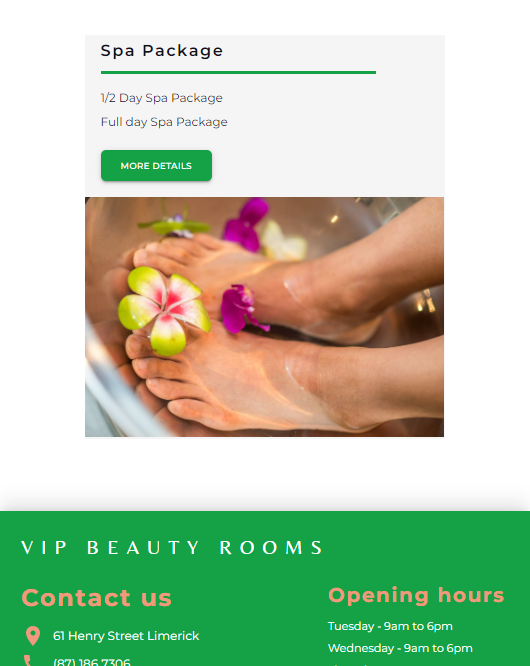 Spa Package
1/2 Day Spa Package
Full day Spa Package
MORE DETAILS
VIP BEAUTY ROOMS
Contact us
61 Henry Street Limerick
(87) 186 7306
Opening hours
Tuesday - 9am to 6pm
Wednesday - 9am to 6pm